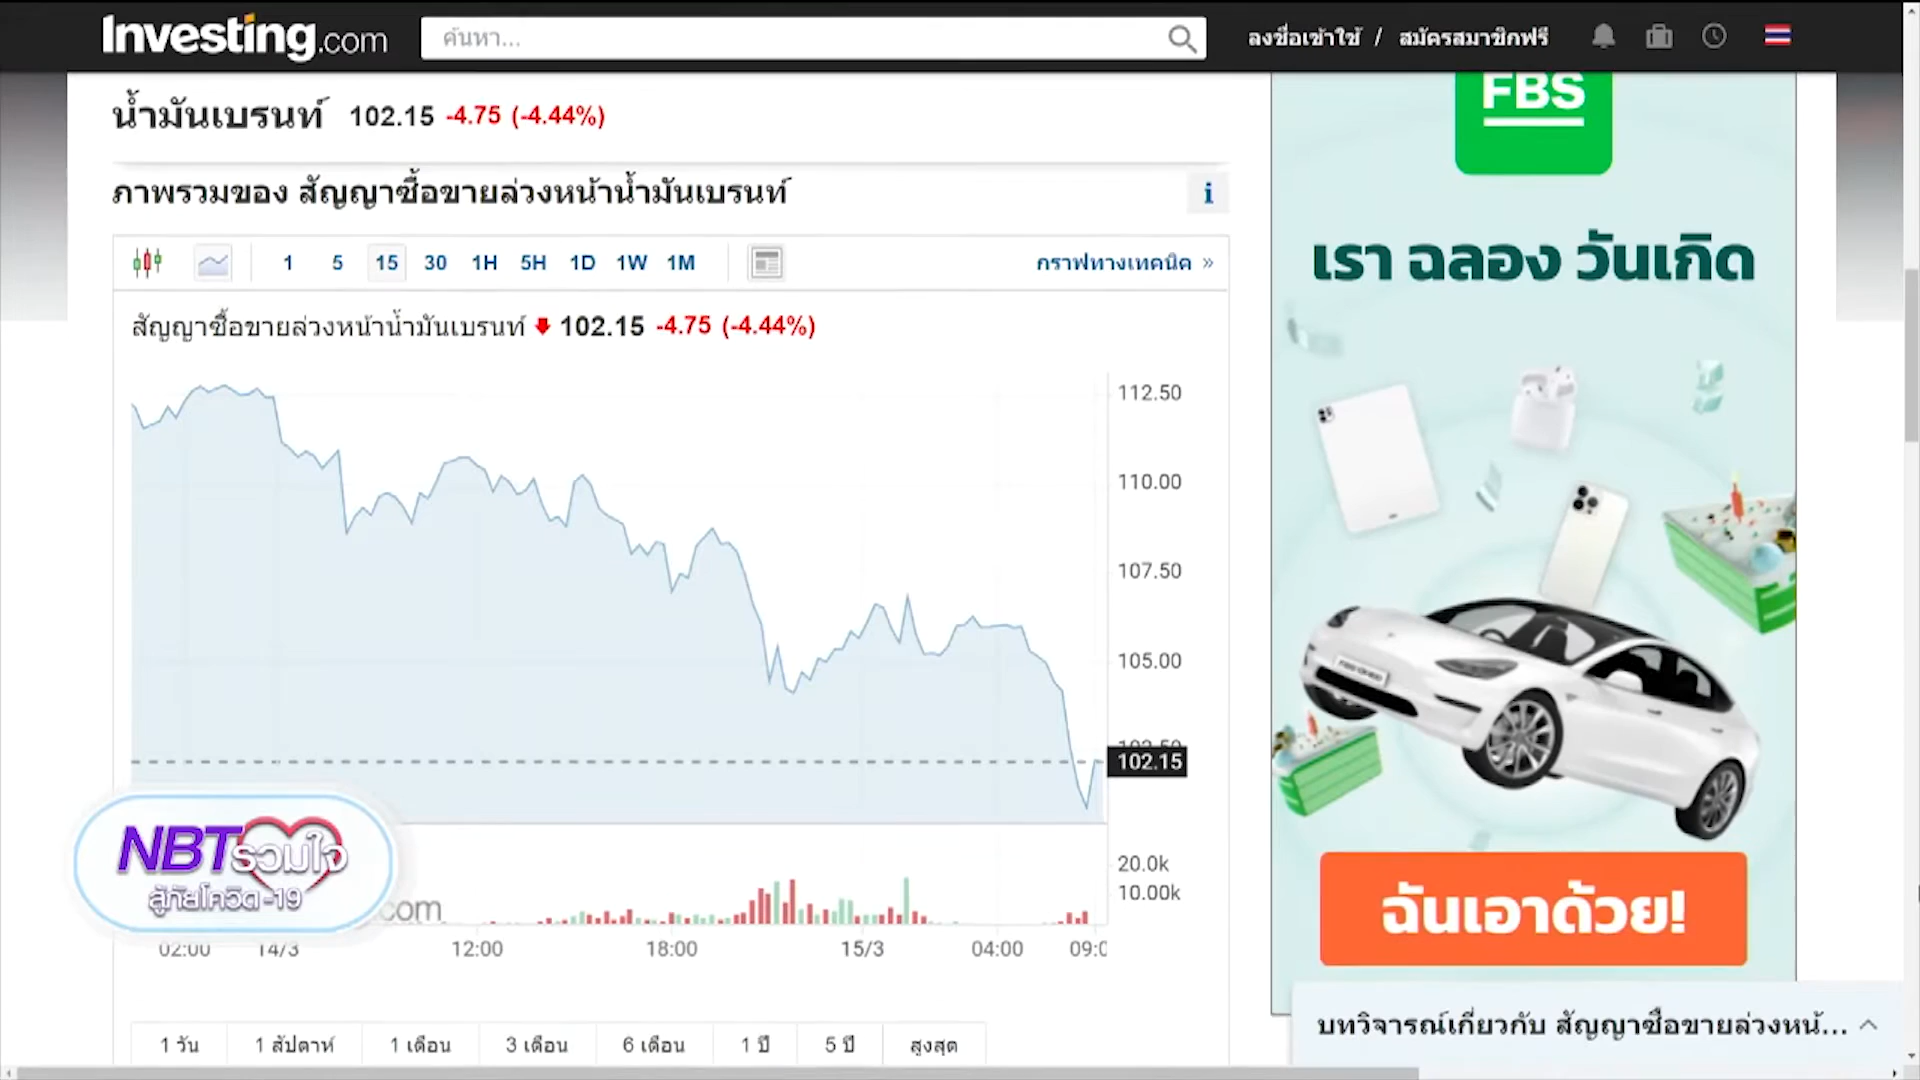 Investing.com
ค้นหา...
ลงชื่อเข้าใช้ / สมัครสมาชิกฟรี
น้ำมันเบรนท์ 102.15 -4.75 (-4.44%)
ภาพรวมของ สัญญาซื้อขายล่วงหน้าน้ำมันเบรนท์
i
1 5 15 30 1H 5H 1D 1W 1M
กราฟทางเทคนิค »
สัญญาซื้อขายล่วงหน้าน้ำมันเบรนท์ 102.15 -4.75 (-4.44%)
112.50
110.00
107.50
105.00
102.15
20.0k
10.00k
.com
02:00 14/3 12:00 18:00 15/3 04:00
1 วัน 1 สัปดาห์ 1 เดือน 3 เดือน 6 เดือน 1 ปี 5 ปี สูงสุด
NBTรวมใจ
สู้ภัยโควิด-19
FBS
เรา ฉลอง วันเกิด
ฉันเอาด้วย!
บทวิจารณ์เกี่ยวกับ สัญญาซื้อขายล่วงหน้...